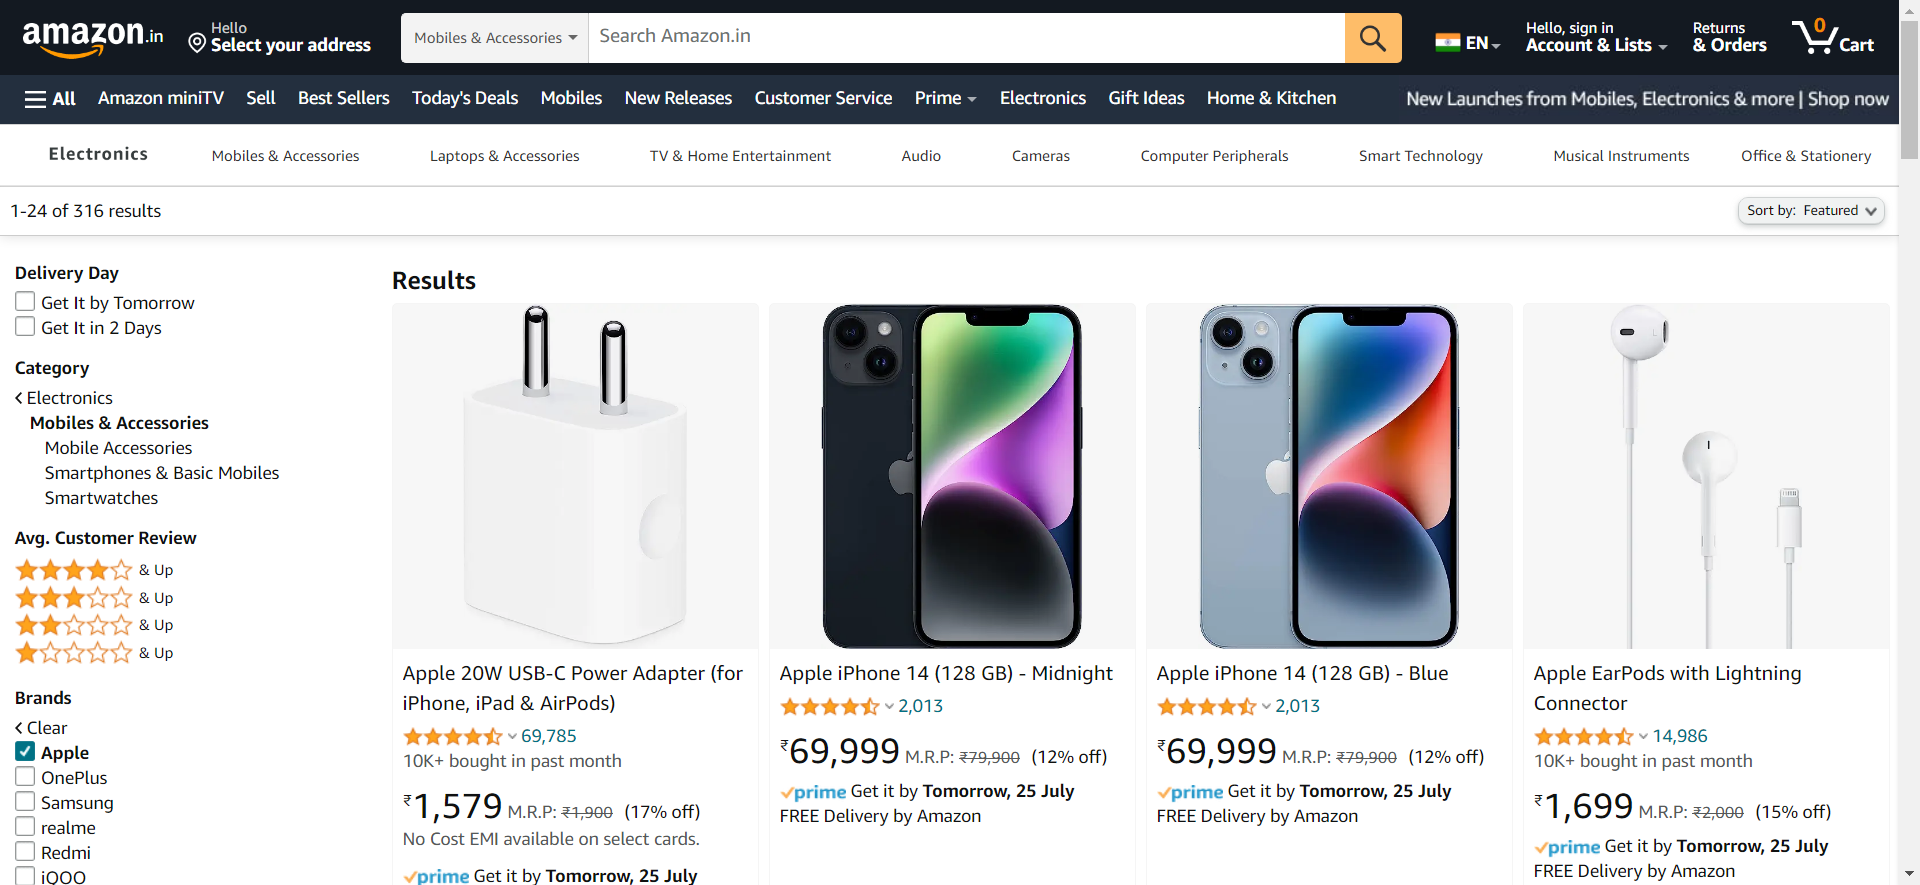 amazon.in
Hello
Select your address
Mobiles & Accessories
Search Amazon.in
EN
Hello, sign in
Account & Lists
Returns
& Orders
0
Cart
All
Amazon miniTV
Sell
Best Sellers
Today's Deals
Mobiles
New Releases
Customer Service
Prime
Electronics
Gift Ideas
Home & Kitchen
New Launches from Mobiles, Electronics & more | Shop now
Electronics
Mobiles & Accessories
Laptops & Accessories
TV & Home Entertainment
Audio
Cameras
Computer Peripherals
Smart Technology
Musical Instruments
Office & Stationery
1-24 of 316 results
Sort by: Featured
Delivery Day
Get It by Tomorrow
Get It in 2 Days
Category
Electronics
Mobiles & Accessories
Mobile Accessories
Smartphones & Basic Mobiles
Smartwatches
Avg. Customer Review
& Up
& Up
& Up
& Up
Brands
Clear
Apple
OnePlus
Samsung
realme
Redmi
iQOO
Results
Apple 20W USB-C Power Adapter (for
iPhone, iPad & AirPods)
69,785
10K+ bought in past month
₹1,579 M.R.P: ₹1,900 (17% off)
No Cost EMI available on select cards.
prime Get it by Tomorrow, 25 July
Apple iPhone 14 (128 GB) - Midnight
2,013
₹69,999 M.R.P: ₹79,900 (12% off)
prime Get it by Tomorrow, 25 July
FREE Delivery by Amazon
Apple iPhone 14 (128 GB) - Blue
2,013
₹69,999 M.R.P: ₹79,900 (12% off)
prime Get it by Tomorrow, 25 July
FREE Delivery by Amazon
Apple EarPods with Lightning
Connector
14,986
10K+ bought in past month
₹1,699 M.R.P: ₹2,000 (15% off)
prime Get it by Tomorrow, 25 July
FREE Delivery by Amazon